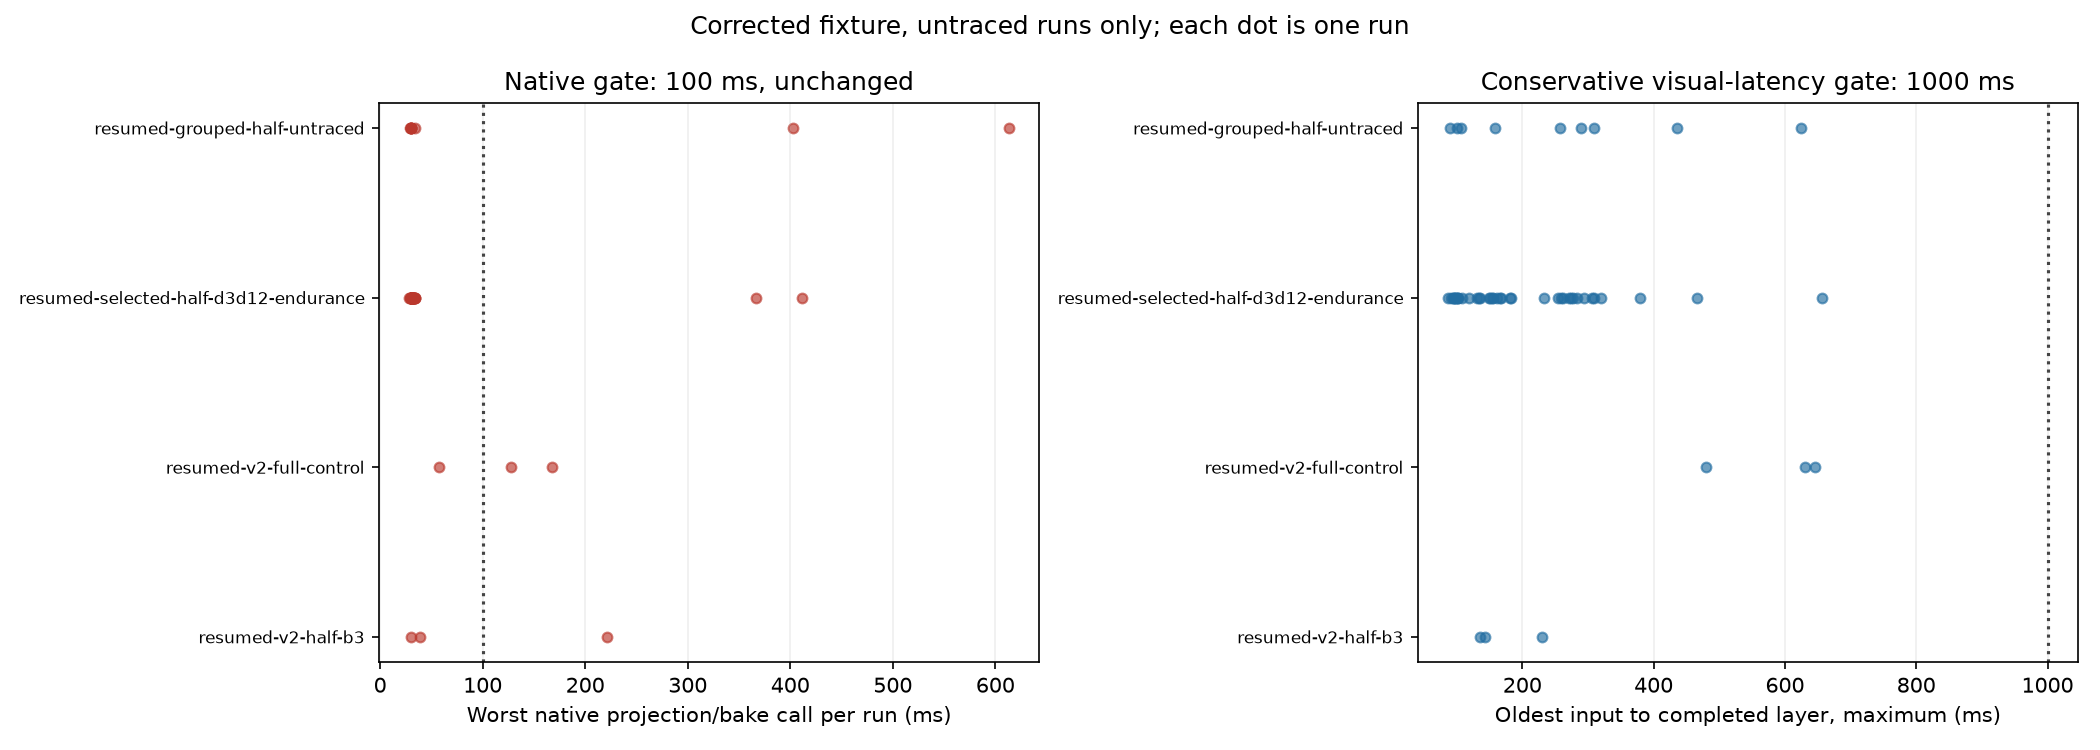 Corrected fixture, untraced runs only; each dot is one run
Native gate: 100 ms, unchanged
resumed-grouped-half-untraced
resumed-selected-half-d3d12-endurance
resumed-v2-full-control
resumed-v2-half-b3
0 100 200 300 400 500 600
Worst native projection/bake call per run (ms)
Conservative visual-latency gate: 1000 ms
resumed-grouped-half-untraced
resumed-selected-half-d3d12-endurance
resumed-v2-full-control
resumed-v2-half-b3
200 400 600 800 1000
Oldest input to completed layer, maximum (ms)